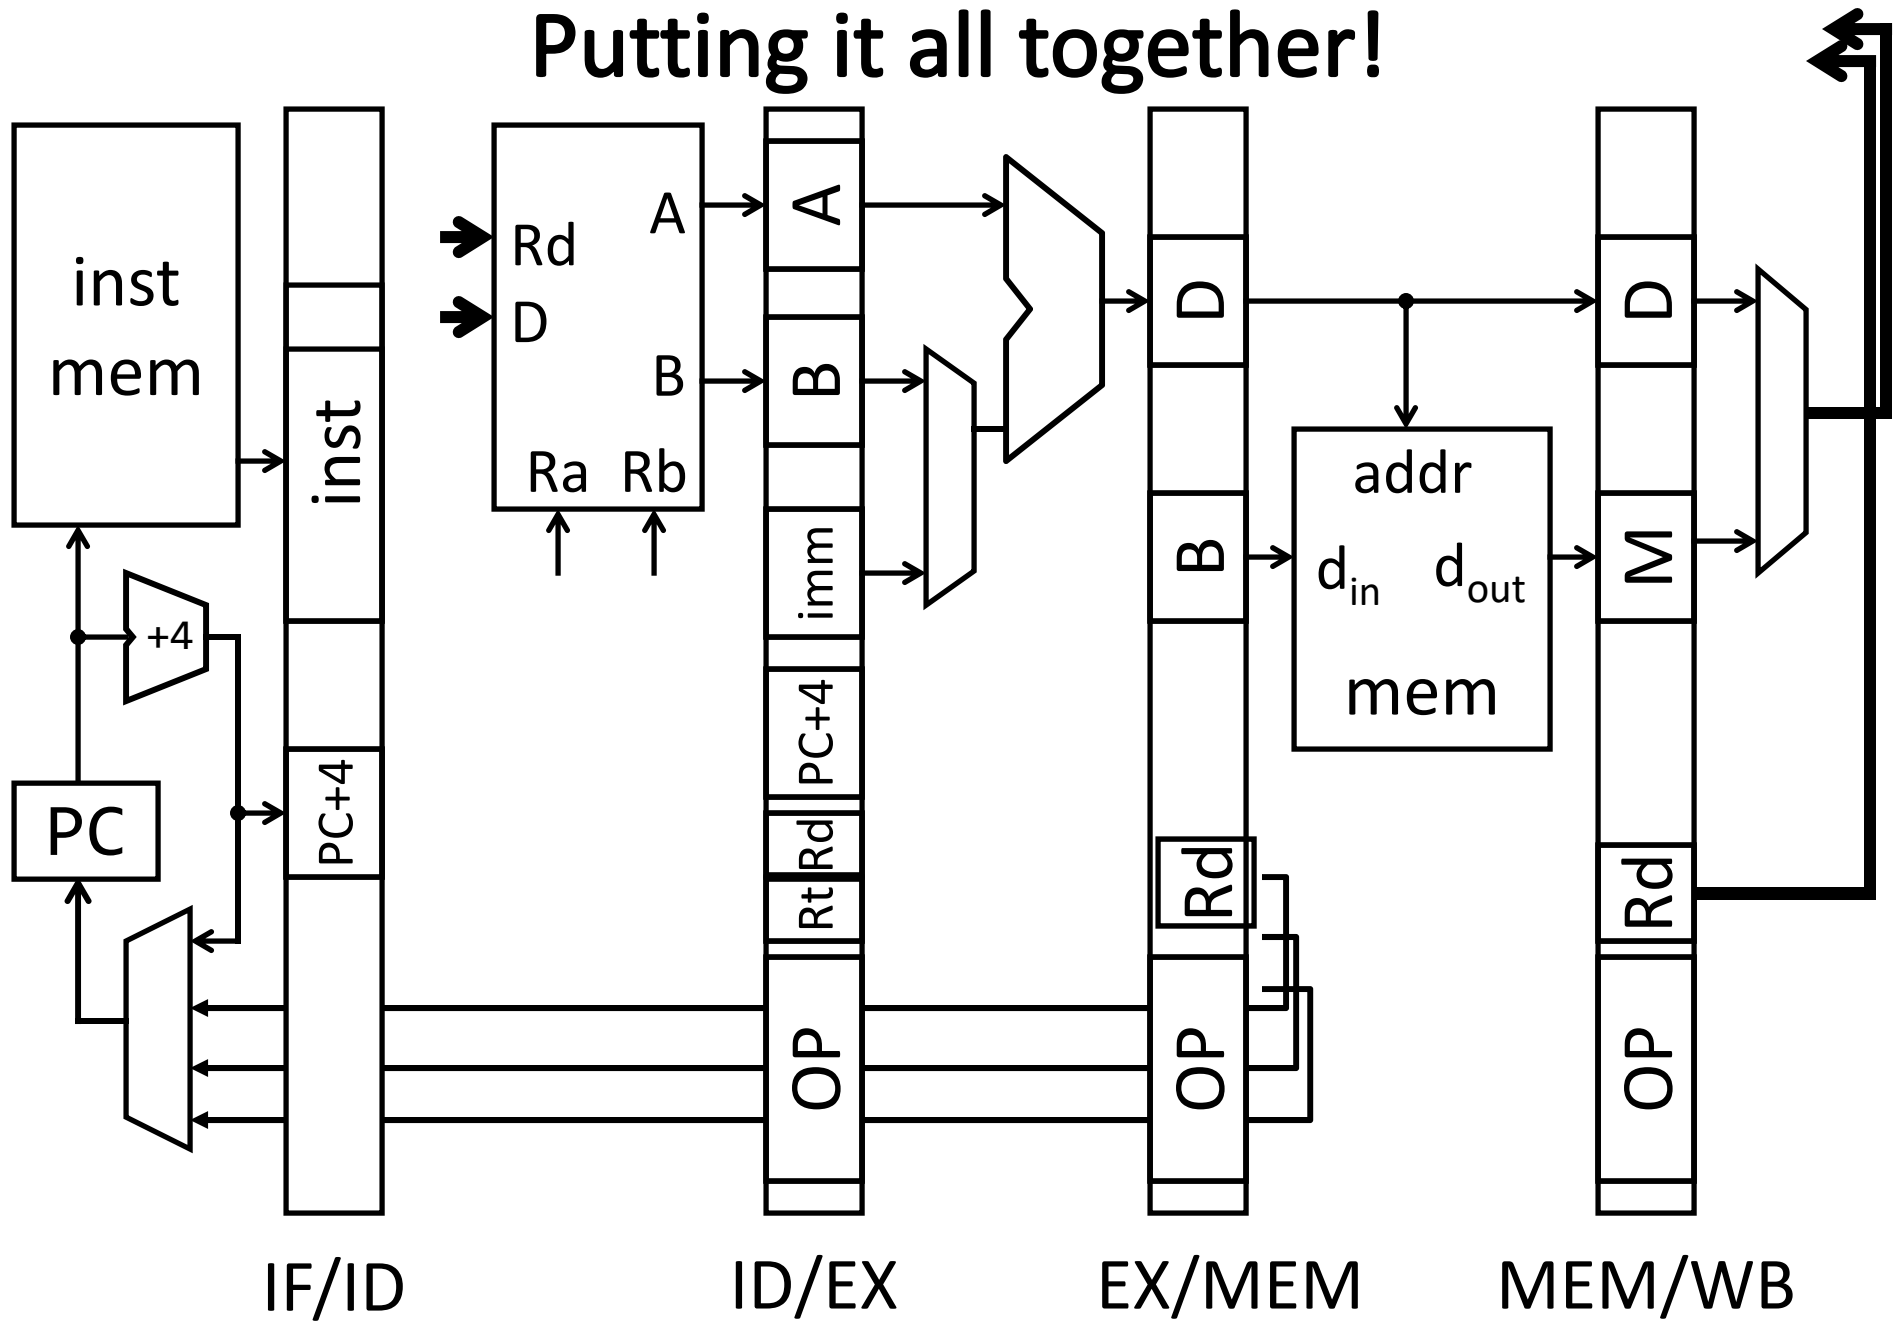 Putting it all together!
inst
mem
+4
PC
inst
PC+4
Rd
D
A
B
Ra Rb
A
B
imm
PC+4
Rd
Rt
OP
D
B
Rd
OP
addr
din dout
mem
D
M
Rd
OP
IF/ID ID/EX EX/MEM MEM/WB